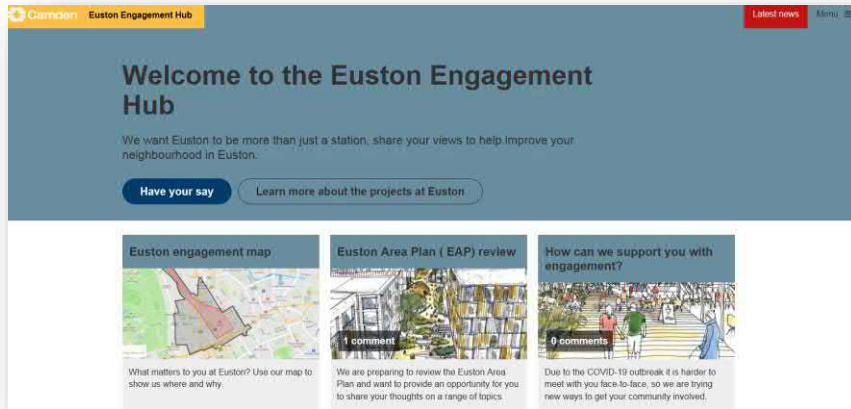 Camden Euston Engagement Hub
Latest news
Menu
Welcome to the Euston Engagement
Hub
We want Euston to be more than just a station, share your views to help improve your
neighbourhood in Euston.
Have your say
Learn more about the projects at Euston
Euston engagement map
What matters to you at Euston? Use our map to
show us where and why
Euston Area Plan ( EAP) review
1 comment
We are preparing to review the Euston Area
Plan and want to provide an opportunity for you
to share your thoughts on a range of topics
How can we support you with
engagement?
0 comments
Due to the COVID-19 outbreak it is harder to
meet with you face-to-face, so we are trying
new ways to get your community involved.